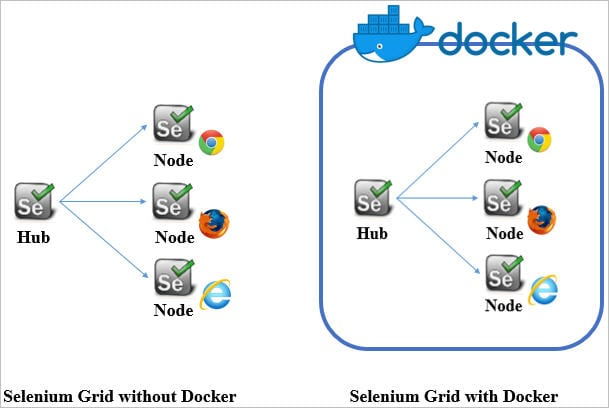 docker
Se
Node
Se
Node
Se
Hub
Se
Node
Se
Node
Se
Hub
Se
Node
Se
Node
Selenium Grid without Docker
Selenium Grid with Docker